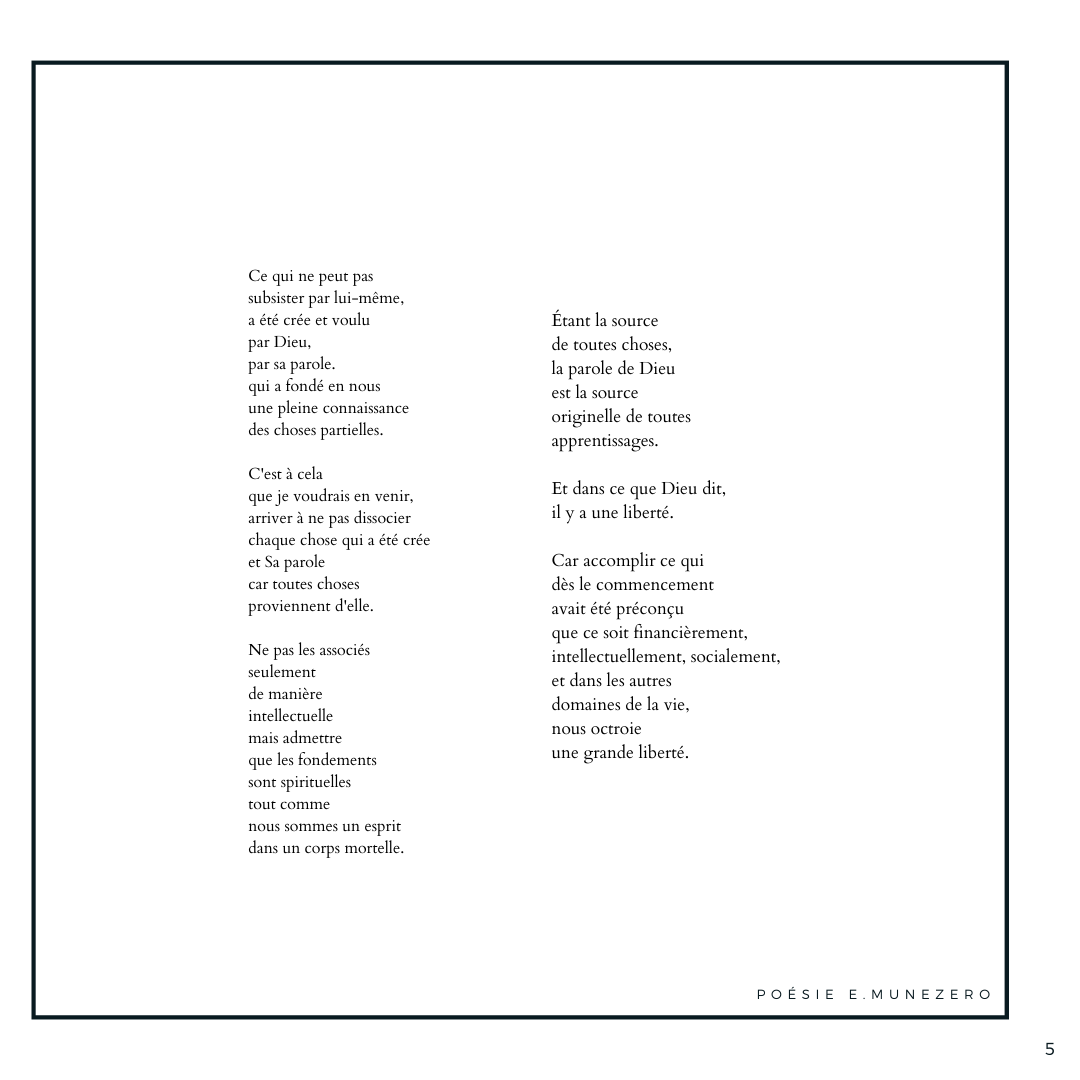 Ce qui ne peut pas
subsister par lui-même,
a été crée et voulu
par Dieu,
par sa parole.
qui a fondé en nous
une pleine connaissance
des choses partielles.

C'est à cela
que je voudrais en venir,
arriver à ne pas dissocier
chaque chose qui a été crée
et Sa parole
car toutes choses
proviennent d'elle.

Ne pas les associés
seulement
de manière
intellectuelle
mais admettre
que les fondements
sont spirituelles
tout comme
nous sommes un esprit
dans un corps mortelle.

Étant la source
de toutes choses,
la parole de Dieu
est la source
originelle de toutes
apprentissages.

Et dans ce que Dieu dit,
il y a une liberté.

Car accomplir ce qui
dès le commencement
avait été préconçu
que ce soit financièrement,
intellectuellement, socialement,
et dans les autres
domaines de la vie,
nous octroie
une grande liberté.

POÉSIE E.MUNEZERO
5